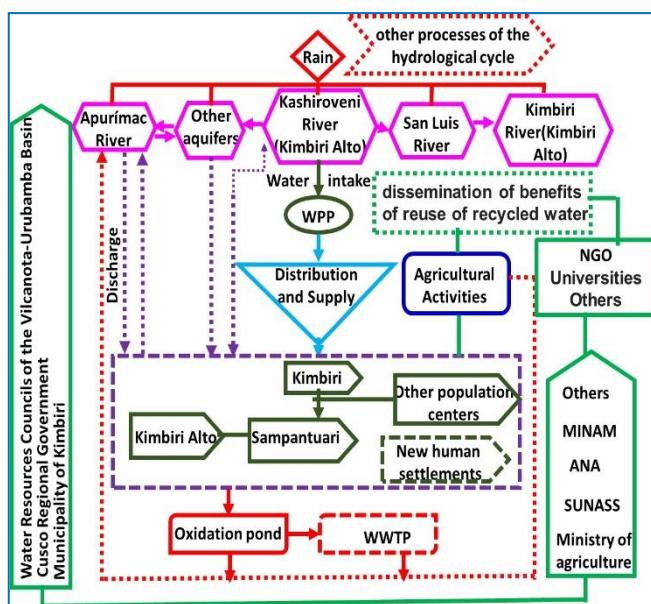 other processes of the
hydrological cycle
Rain
Apurímac
River
Other
aquifers
Kashiroveni
River
(Kimbiri Alto)
San Luis
River
Kimbiri
River(Kimbiri
Alto)
Water intake
WPP
dissemination of benefits
of reuse of recycled water
Discharge
Distribution
and Supply
Agricultural
Activities
NGO
Universities
Others
Kimbiri
Other population
centers
Kimbiri Alto
Sampantuari
New human
settlements
Others
MINAM
ANA
SUNASS
Ministry of
agriculture
Oxidation pond
WWTP
Water Resources Councils of the Vilcanota-Urubamba Basin
Cusco Regional Government
Municipality of Kimbiri